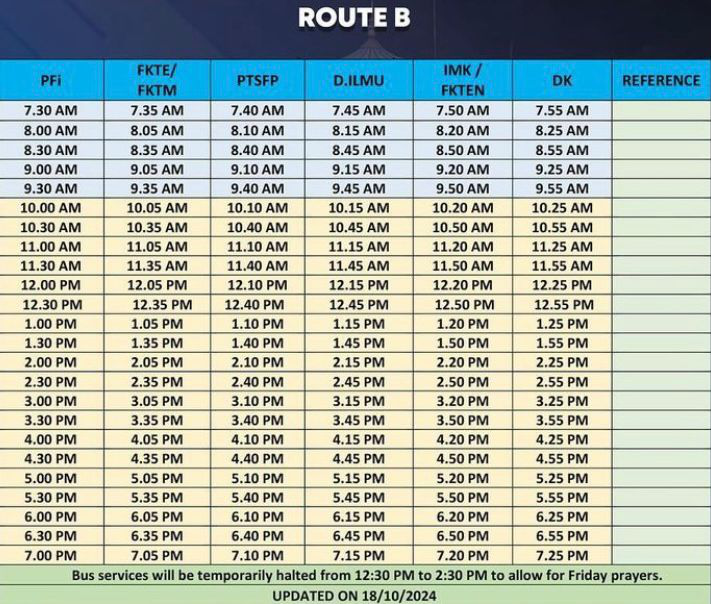 ROUTE B
PFi FKTE/ FKTM PTSFP D.ILMU IMK / FKTEN DK REFERENCE
7.30 AM 7.35 AM 7.40 AM 7.45 AM 7.50 AM 7.55 AM
8.00 AM 8.05 AM 8.10 AM 8.15 AM 8.20 AM 8.25 AM
8.30 AM 8.35 AM 8.40 AM 8.45 AM 8.50 AM 8.55 AM
9.00 AM 9.05 AM 9.10 AM 9.15 AM 9.20 AM 9.25 AM
9.30 AM 9.35 AM 9.40 AM 9.45 AM 9.50 AM 9.55 AM
10.00 AM 10.05 AM 10.10 AM 10.15 AM 10.20 AM 10.25 AM
10.30 AM 10.35 AM 10.40 AM 10.45 AM 10.50 AM 10.55 AM
11.00 AM 11.05 AM 11.10 AM 11.15 AM 11.20 AM 11.25 AM
11.30 AM 11.35 AM 11.40 AM 11.45 AM 11.50 AM 11.55 AM
12.00 PM 12.05 PM 12.10 PM 12.15 PM 12.20 PM 12.25 PM
12.30 PM 12.35 PM 12.40 PM 12.45 PM 12.50 PM 12.55 PM
1.00 PM 1.05 PM 1.10 PM 1.15 PM 1.20 PM 1.25 PM
1.30 PM 1.35 PM 1.40 PM 1.45 PM 1.50 PM 1.55 PM
2.00 PM 2.05 PM 2.10 PM 2.15 PM 2.20 PM 2.25 PM
2.30 PM 2.35 PM 2.40 PM 2.45 PM 2.50 PM 2.55 PM
3.00 PM 3.05 PM 3.10 PM 3.15 PM 3.20 PM 3.25 PM
3.30 PM 3.35 PM 3.40 PM 3.45 PM 3.50 PM 3.55 PM
4.00 PM 4.05 PM 4.10 PM 4.15 PM 4.20 PM 4.25 PM
4.30 PM 4.35 PM 4.40 PM 4.45 PM 4.50 PM 4.55 PM
5.00 PM 5.05 PM 5.10 PM 5.15 PM 5.20 PM 5.25 PM
5.30 PM 5.35 PM 5.40 PM 5.45 PM 5.50 PM 5.55 PM
6.00 PM 6.05 PM 6.10 PM 6.15 PM 6.20 PM 6.25 PM
6.30 PM 6.35 PM 6.40 PM 6.45 PM 6.50 PM 6.55 PM
7.00 PM 7.05 PM 7.10 PM 7.15 PM 7.20 PM 7.25 PM
Bus services will be temporarily halted from 12:30 PM to 2:30 PM to allow for Friday prayers.
UPDATED ON 18/10/2024